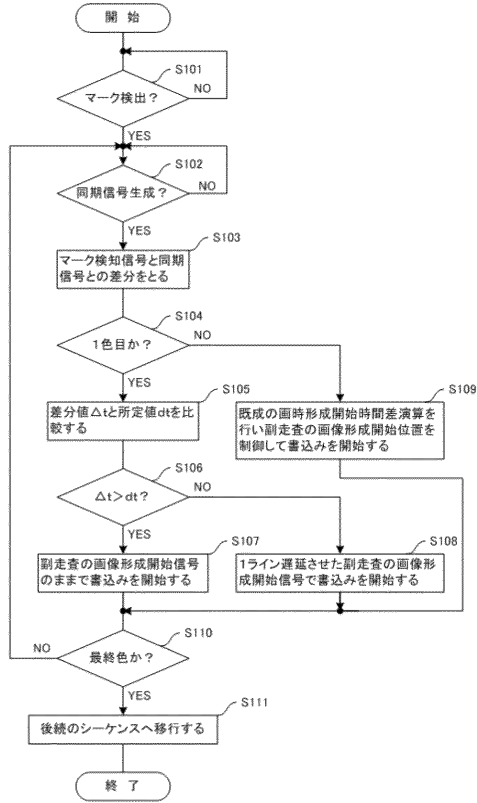 開 始
S101
マーク検出?
NO
YES
S102
同期信号生成?
NO
YES
S103
マーク検知信号と同期
信号との差分をとる
S104
1色目か?
NO
YES
S105
差分値△tと所定値dtを比
較する
S109
既成の画時形成開始時間差演算を
行い副走査の画像形成開始位置を
制御して書込みを開始する
S106
△t>dt?
NO
YES
S107
副走査の画像形成開始信号
のままで書込みを開始する
S108
1ライン遅延させた副走査の画像形
成開始信号で書込みを開始する
S110
最終色か?
NO
YES
S111
後続のシーケンスへ移行する
終 了